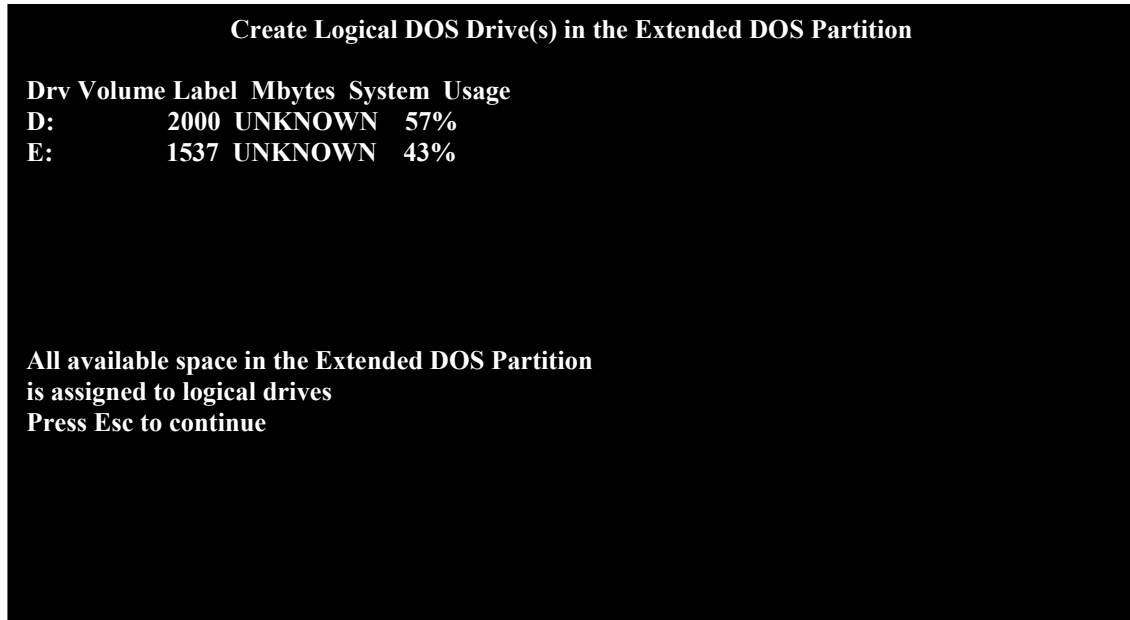 Create Logical DOS Drive(s) in the Extended DOS Partition
Drv Volume Label Mbytes System Usage
D: 2000 UNKNOWN 57%
E: 1537 UNKNOWN 43%
All available space in the Extended DOS Partition
is assigned to logical drives
Press Esc to continue